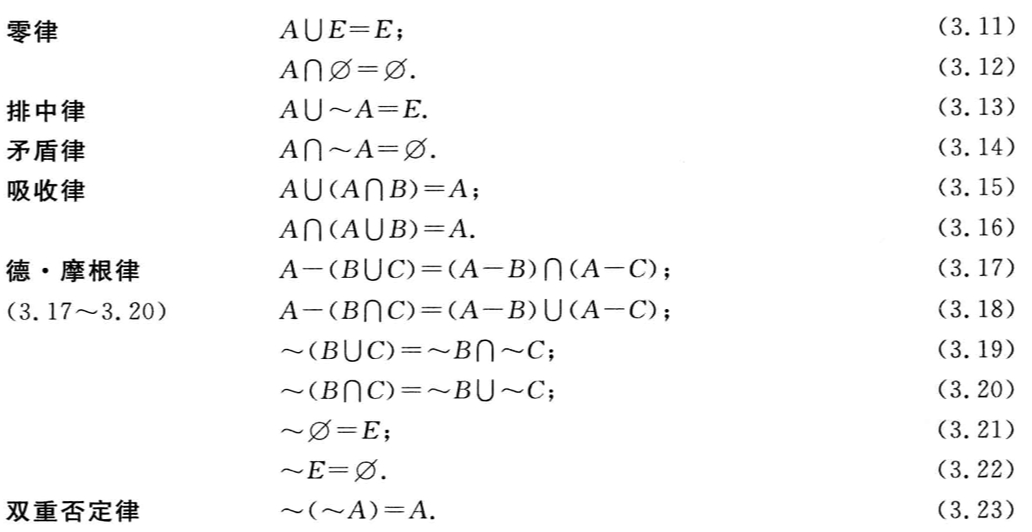 零律 A∪E=E; (3.11)
A∩∅=∅. (3.12)
排中律 A∪~A=E. (3.13)
矛盾律 A∩~A=∅. (3.14)
吸收律 A∪(A∩B)=A; (3.15)
A∩(A∪B)=A. (3.16)
德·摩根律 A-(B∪C)=(A-B)∩(A-C); (3.17)
(3.17~3.20) A-(B∩C)=(A-B)∪(A-C); (3.18)
~(B∪C)=~B∩~C; (3.19)
~(B∩C)=~B∪~C; (3.20)
~∅=E; (3.21)
~E=∅. (3.22)
双重否定律 ~(~A)=A. (3.23)